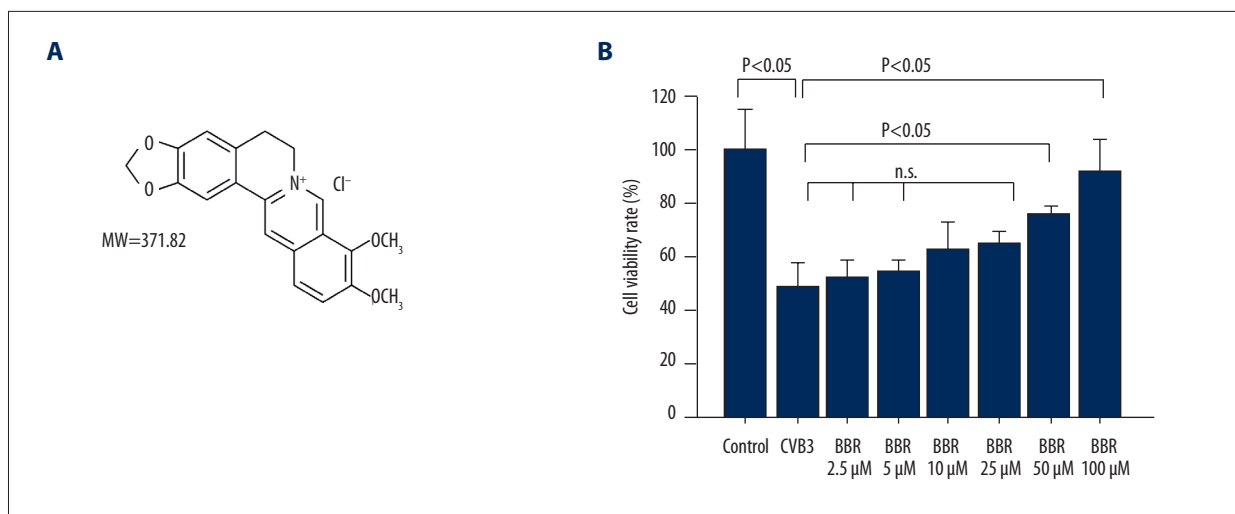 A
O
O
N⁺
Cl⁻
OCH₃
OCH₃
MW=371.82
B
P<0.05
P<0.05
P<0.05
n.s.
Cell viability rate (%)
120
100
80
60
40
20
0
Control
CVB3
BBR
2.5 µM
BBR
5 µM
BBR
10 µM
BBR
25 µM
BBR
50 µM
BBR
100 µM